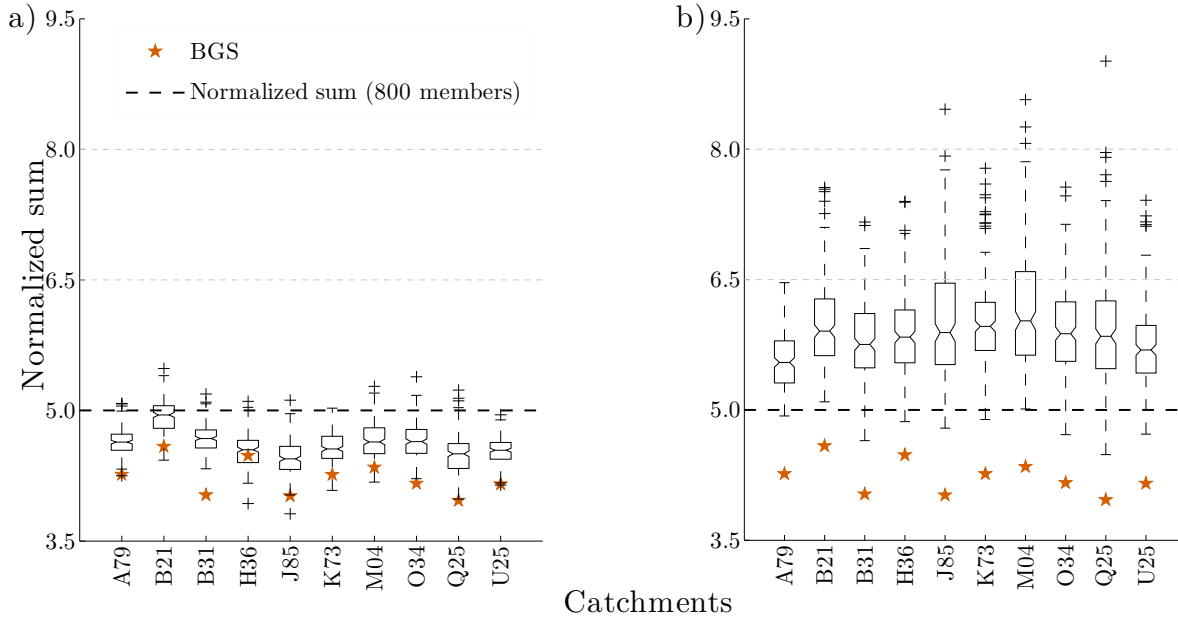 a)
9.5
8.0
6.5
5.0
3.5
Normalized sum
BGS
Normalized sum (800 members)
A79
B21
B31
H36
J85
K73
M04
O34
Q25
U25
b)
9.5
8.0
6.5
5.0
3.5
A79
B21
B31
H36
J85
K73
M04
O34
Q25
U25
Catchments